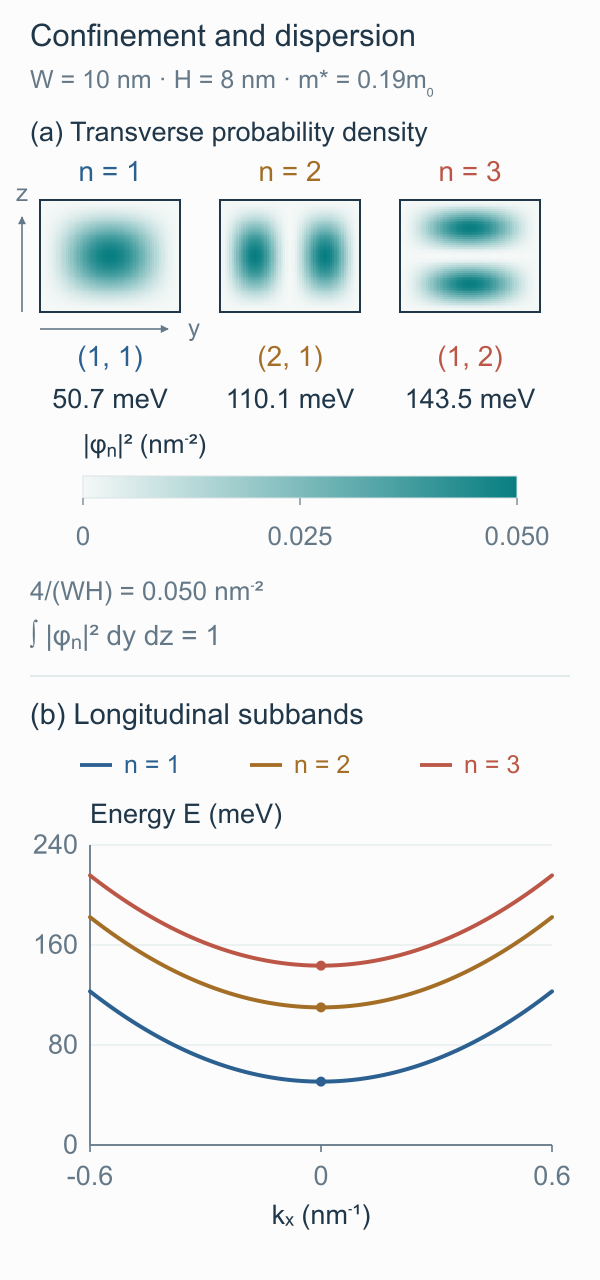 Confinement and dispersion
W = 10 nm · H = 8 nm · m* = 0.19m₀
(a) Transverse probability density
n = 1 n = 2 n = 3
z
y
(1, 1) (2, 1) (1, 2)
50.7 meV 110.1 meV 143.5 meV
|φₙ|² (nm⁻²)
0 0.025 0.050
4/(WH) = 0.050 nm⁻²
∫ |φₙ|² dy dz = 1
(b) Longitudinal subbands
n = 1 n = 2 n = 3
Energy E (meV)
240
160
80
0
-0.6 0 0.6
kₓ (nm⁻¹)